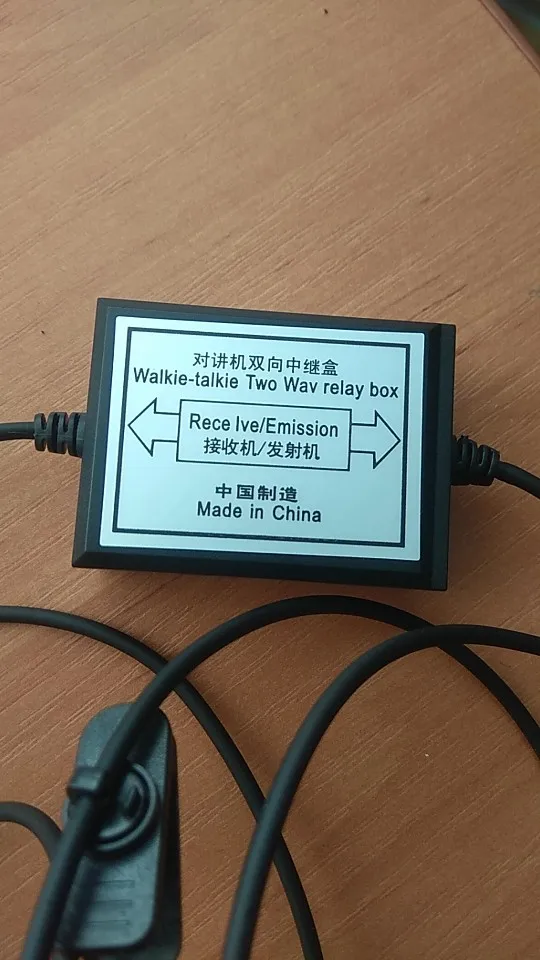 对讲机双向中继盒
Walkie-talkie Two Wav relay box
Rece Ive/Emission
接收机/发射机
中国制造
Made in China